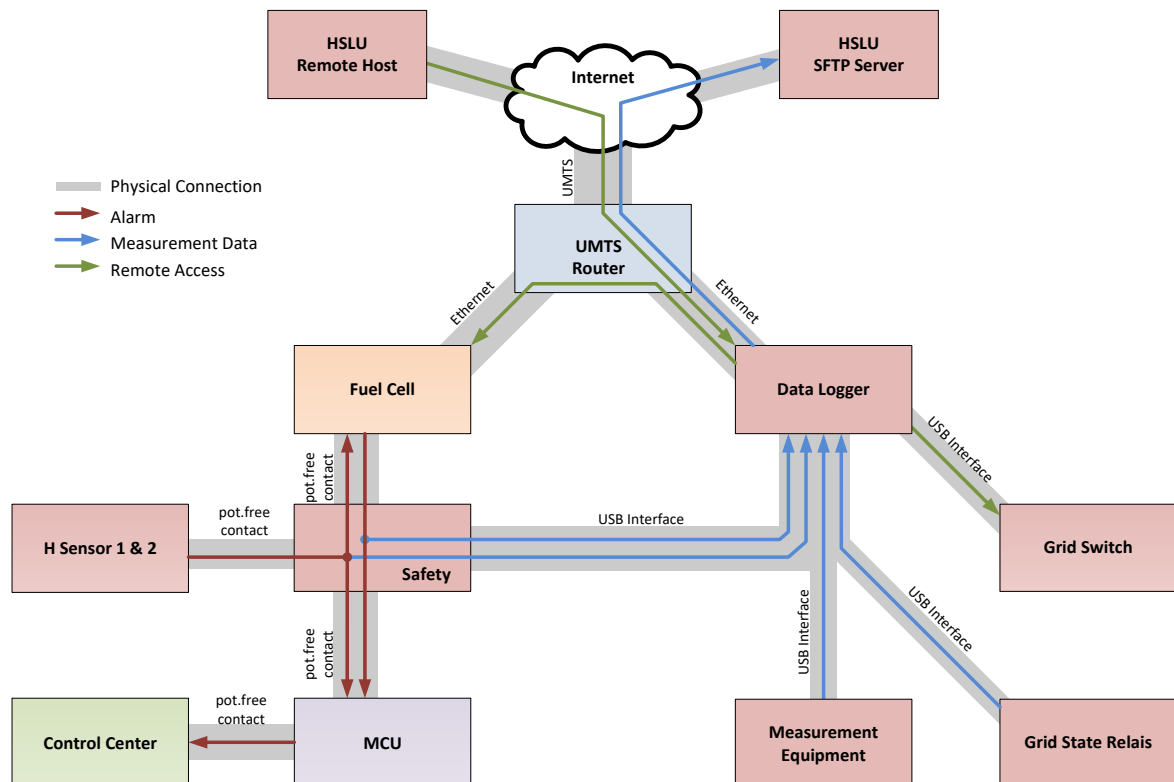 HSLU
Remote Host
Internet
HSLU
SFTP Server
UMTS
Physical Connection
Alarm
Measurement Data
Remote Access
UMTS
Router
Ethernet
Ethernet
Fuel Cell
Data Logger
USB Interface
pot.free
contact
pot.free
contact
H Sensor 1 & 2
USB Interface
Safety
Grid Switch
pot.free
contact
USB Interface
USB Interface
pot.free
contact
Control Center
MCU
Measurement
Equipment
Grid State Relais